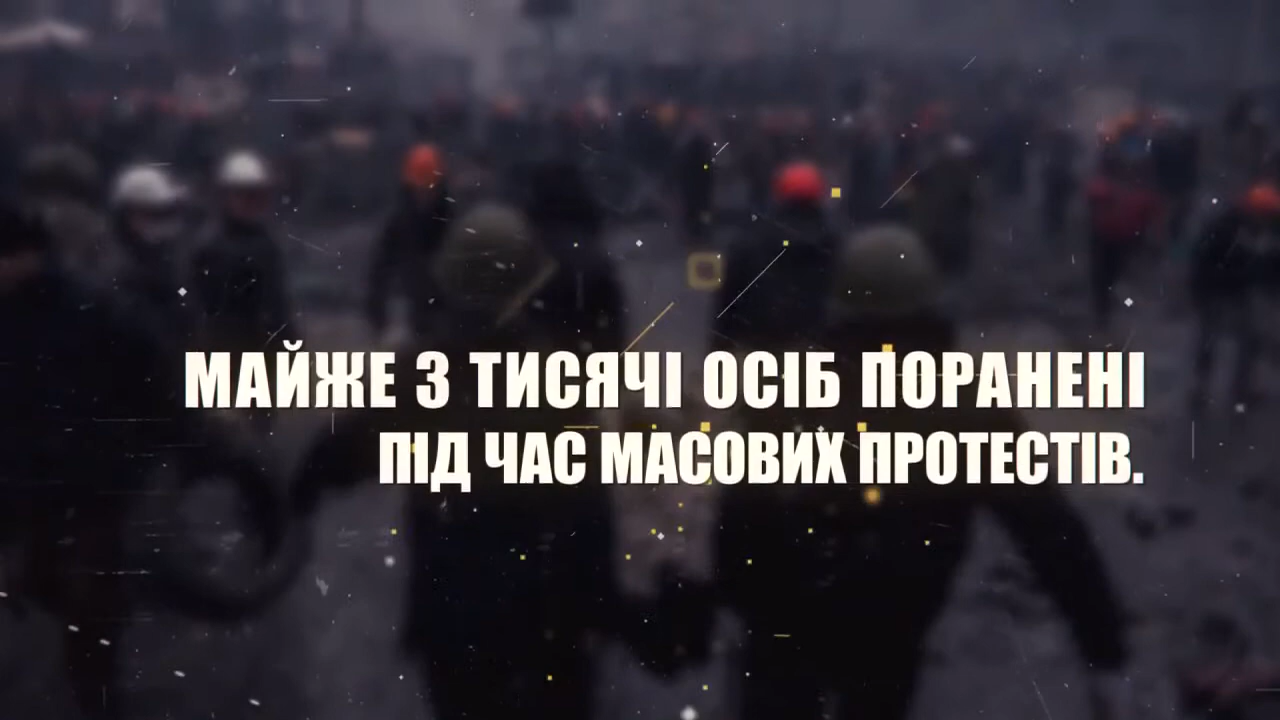 МАЙЖЕ 3 ТИСЯЧІ ОСІБ ПОРАНЕНІ
ПІД ЧАС МАСОВИХ ПРОТЕСТІВ.